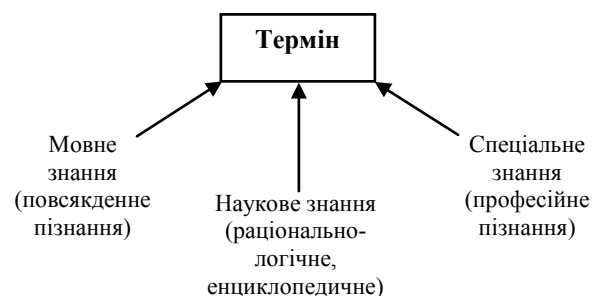 Термін
Мовне
знання
(повсякденне
пізнання)
Наукове знання
(раціонально-
логічне,
енциклопедичне)
Спеціальне
знання
(професійне
пізнання)